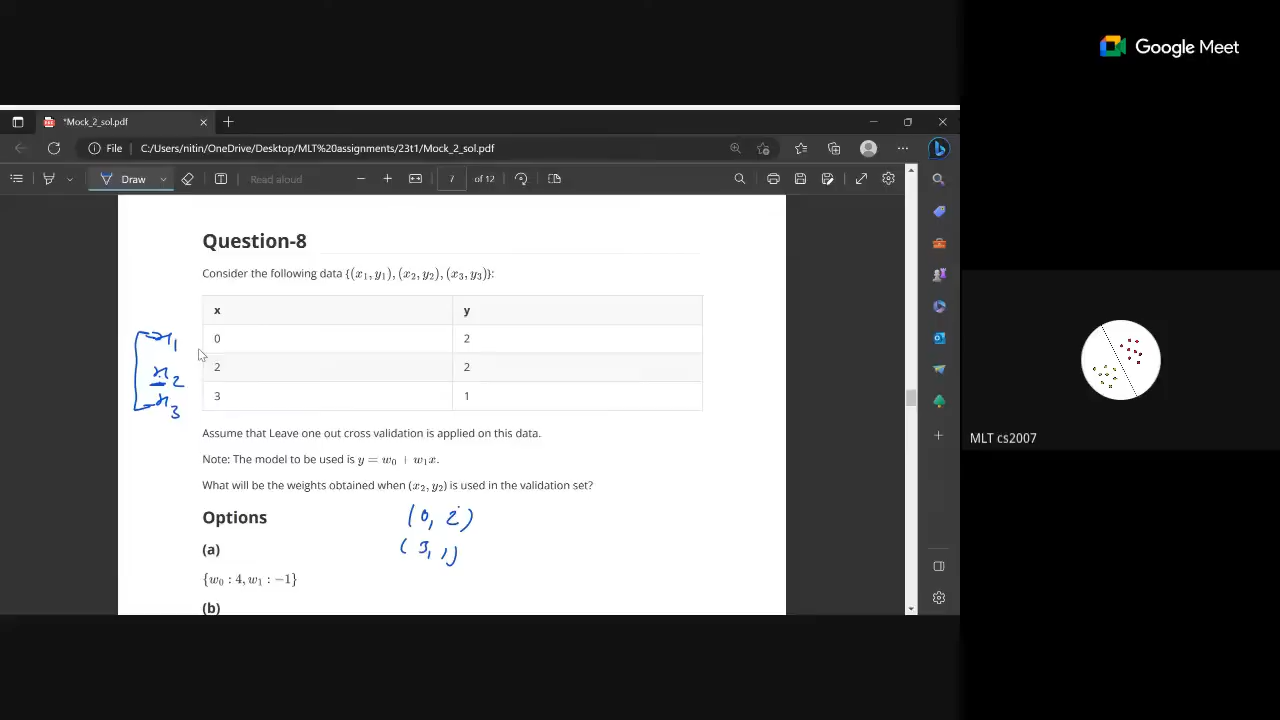 Google Meet
*Mock_2_sol.pdf
File
C:/Users/nitin/OneDrive/Desktop/MLT%20assignments/23t1/Mock_2_sol.pdf
Draw
Read aloud
7
of 12
Question-8
Consider the following data {(x₁, y₁), (x₂, y₂), (x₃, y₃)}:
x y
0 2
2 2
3 1
x₁
x₂
x₃
Assume that Leave one out cross validation is applied on this data.
Note: The model to be used is y = w₀ + w₁x.
What will be the weights obtained when (x₂, y₂) is used in the validation set?
(0, 2)
(3, 1)
Options
(a)
{w₀ : 4, w₁ : −1}
(b)
MLT cs2007